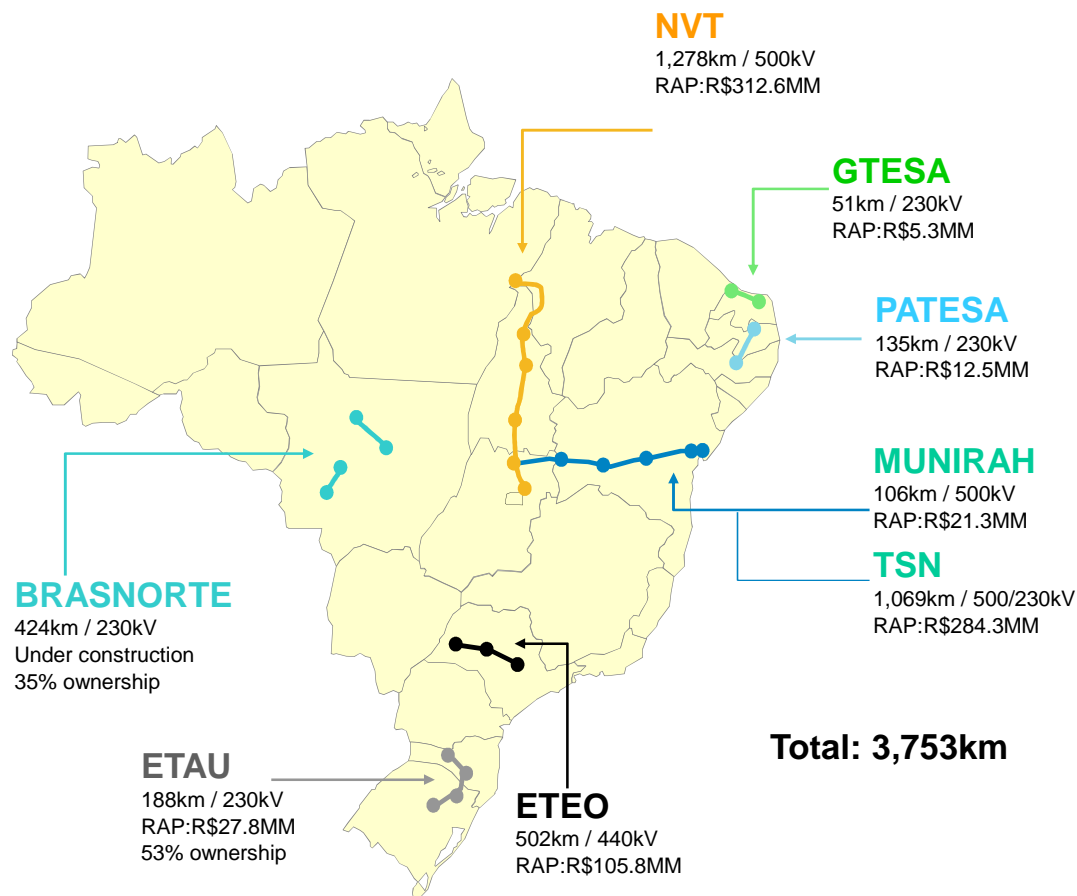 NVT
1,278km / 500kV
RAP:R$312.6MM
GTESA
51km / 230kV
RAP:R$5.3MM
PATESA
135km / 230kV
RAP:R$12.5MM
MUNIRAH
106km / 500kV
RAP:R$21.3MM
TSN
1,069km / 500/230kV
RAP:R$284.3MM
BRASNORTE
424km / 230kV
Under construction
35% ownership
Total: 3,753km
ETAU
188km / 230kV
RAP:R$27.8MM
53% ownership
ETEO
502km / 440kV
RAP:R$105.8MM